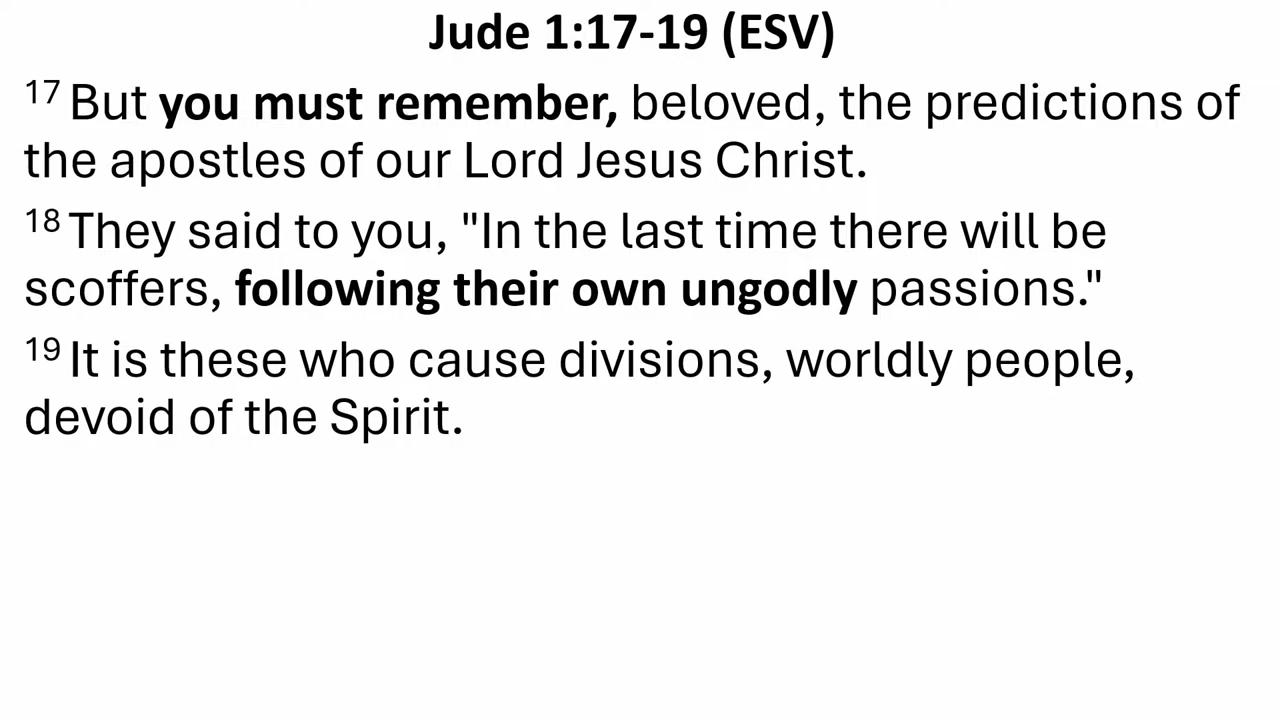 Jude 1:17-19 (ESV)
17 But you must remember, beloved, the predictions of
the apostles of our Lord Jesus Christ.
18 They said to you, "In the last time there will be
scoffers, following their own ungodly passions."
19 It is these who cause divisions, worldly people,
devoid of the Spirit.